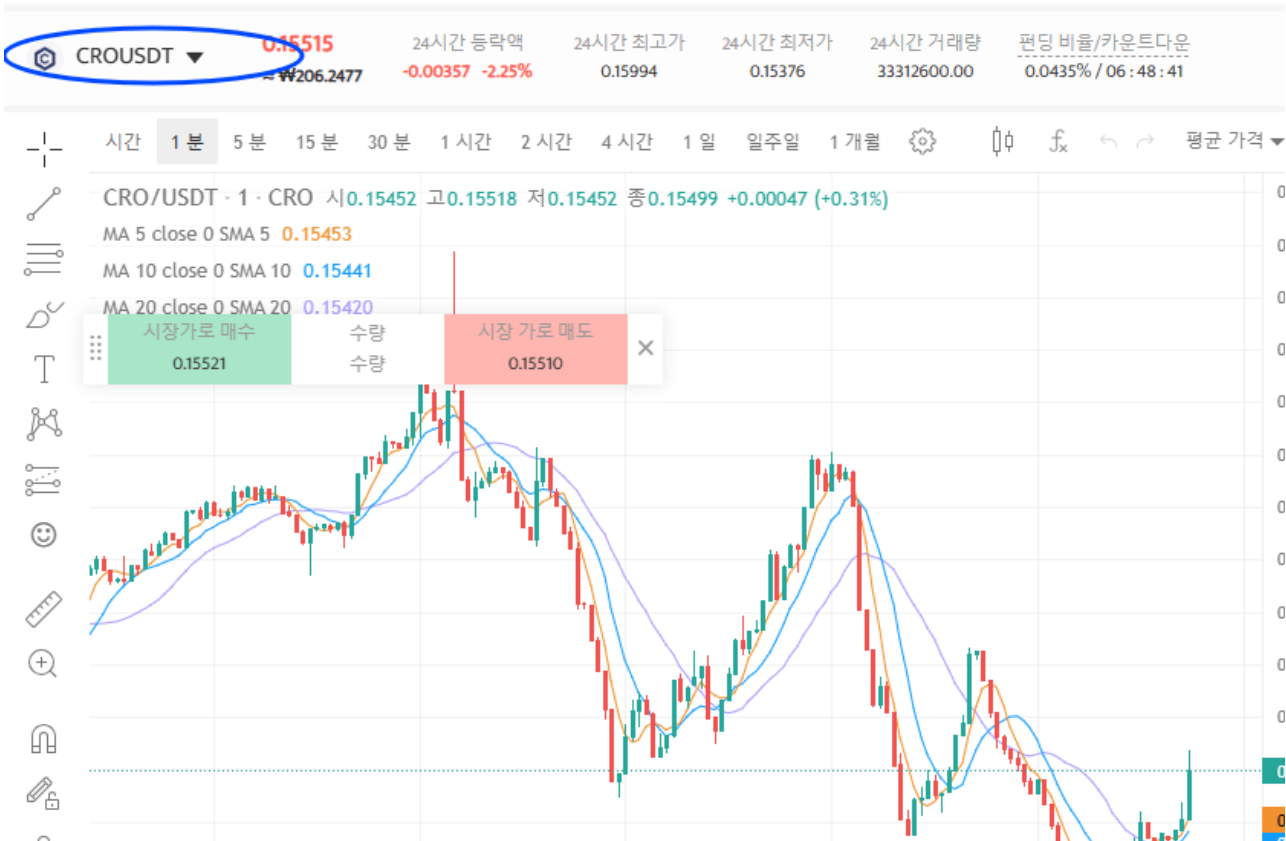 CROUSDT ▼
0.15515
≈ ₩206.2477
24시간 등락액
-0.00357 -2.25%
24시간 최고가
0.15994
24시간 최저가
0.15376
24시간 거래량
33312600.00
펀딩 비율/카운트다운
0.0435% / 06 : 48 : 41
시간 1 분 5 분 15 분 30 분 1 시간 2 시간 4 시간 1 일 일주일 1 개월 평균 가격
CRO/USDT · 1 · CRO 시0.15452 고0.15518 저0.15452 종0.15499 +0.00047 (+0.31%)
MA 5 close 0 SMA 5 0.15453
MA 10 close 0 SMA 10 0.15441
MA 20 close 0 SMA 20 0.15420
시장가로 매수
0.15521
수량
수량
시장 가로 매도
0.15510